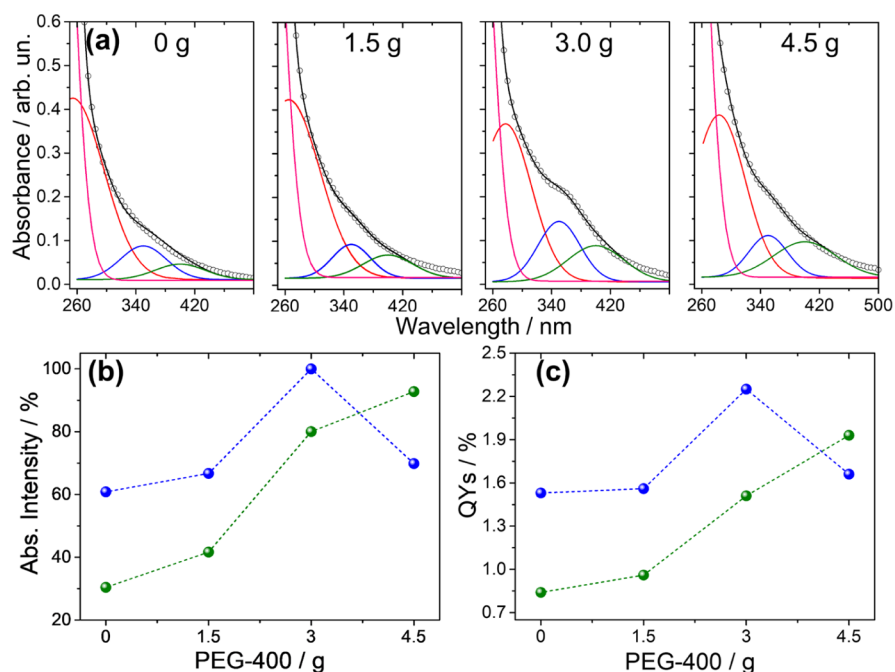 (a) 0 g 1.5 g 3.0 g 4.5 g
Absorbance / arb. un.
0.6
0.5
0.4
0.3
0.2
0.1
0.0
260 340 420 260 340 420 260 340 420 260 340 420 500
Wavelength / nm
(b)
Abs. Intensity / %
100
80
60
40
20
0 1.5 3 4.5
PEG-400 / g
(c)
QYs / %
2.5
2.2
1.9
1.6
1.3
1.0
0.7
0 1.5 3 4.5
PEG-400 / g